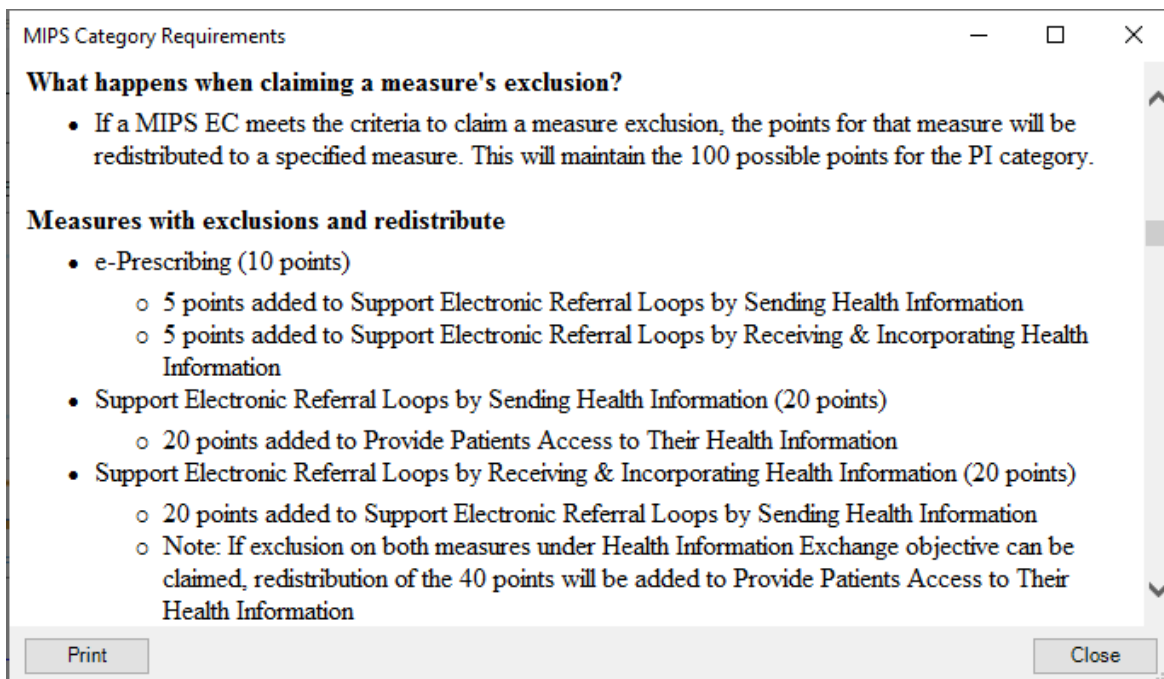 MIPS Category Requirements
What happens when claiming a measure's exclusion?
• If a MIPS EC meets the criteria to claim a measure exclusion, the points for that measure will be
redistributed to a specified measure. This will maintain the 100 possible points for the PI category.
Measures with exclusions and redistribute
• e-Prescribing (10 points)
○ 5 points added to Support Electronic Referral Loops by Sending Health Information
○ 5 points added to Support Electronic Referral Loops by Receiving & Incorporating Health
Information
• Support Electronic Referral Loops by Sending Health Information (20 points)
○ 20 points added to Provide Patients Access to Their Health Information
• Support Electronic Referral Loops by Receiving & Incorporating Health Information (20 points)
○ 20 points added to Support Electronic Referral Loops by Sending Health Information
○ Note: If exclusion on both measures under Health Information Exchange objective can be
claimed, redistribution of the 40 points will be added to Provide Patients Access to Their
Health Information
Print
Close